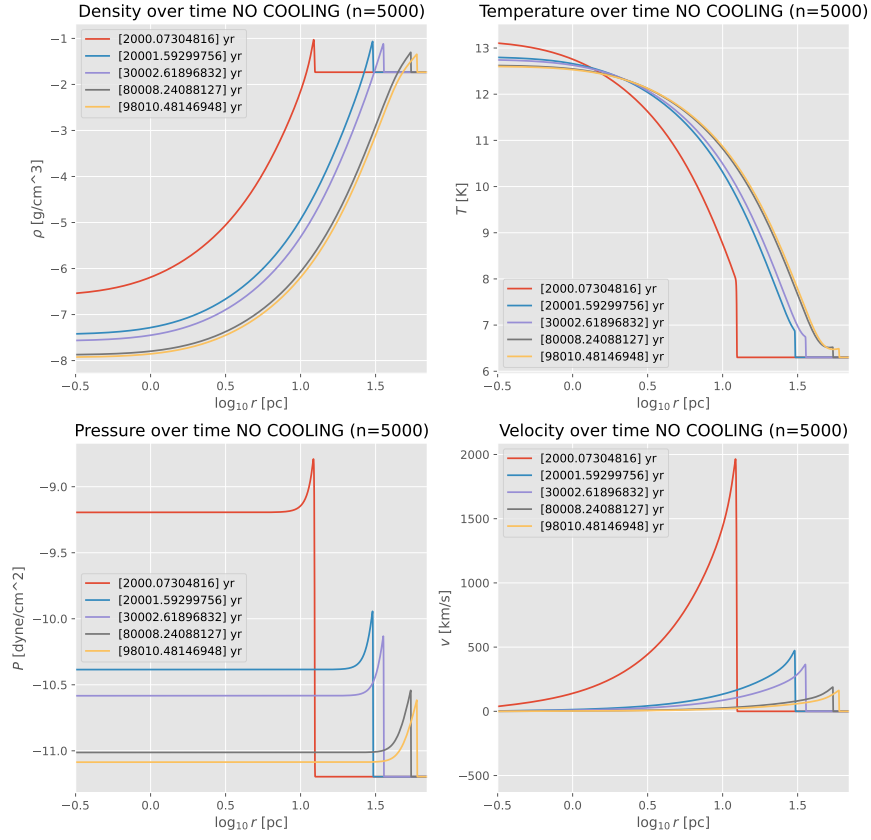 Density over time NO COOLING (n=5000)
ρ [g/cm^3]
−1
−2
−3
−4
−5
−6
−7
−8
[2000.07304816] yr
[20001.59299756] yr
[30002.61896832] yr
[80008.24088127] yr
[98010.48146948] yr
−0.5 0.0 0.5 1.0 1.5
log₁₀ r [pc]
Temperature over time NO COOLING (n=5000)
T [K]
13
12
11
10
9
8
7
6
[2000.07304816] yr
[20001.59299756] yr
[30002.61896832] yr
[80008.24088127] yr
[98010.48146948] yr
−0.5 0.0 0.5 1.0 1.5
log₁₀ r [pc]
Pressure over time NO COOLING (n=5000)
P [dyne/cm^2]
−9.0
−9.5
−10.0
−10.5
−11.0
[2000.07304816] yr
[20001.59299756] yr
[30002.61896832] yr
[80008.24088127] yr
[98010.48146948] yr
−0.5 0.0 0.5 1.0 1.5
log₁₀ r [pc]
Velocity over time NO COOLING (n=5000)
v [km/s]
2000
1500
1000
500
0
−500
[2000.07304816] yr
[20001.59299756] yr
[30002.61896832] yr
[80008.24088127] yr
[98010.48146948] yr
−0.5 0.0 0.5 1.0 1.5
log₁₀ r [pc]